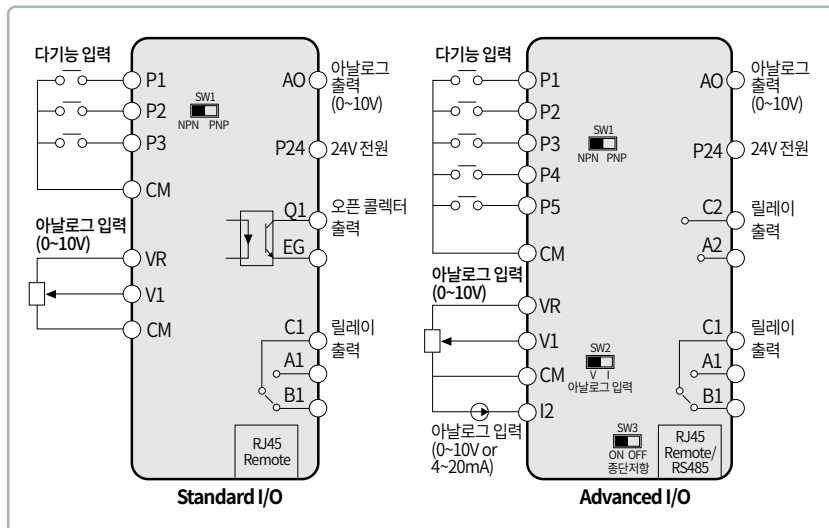 다기능 입력
P1
P2
P3
CM
SW1
NPN PNP
AO
아날로그
출력
(0~10V)
P24
24V 전원
Q1
EG
오픈 콜렉터
출력
아날로그 입력
(0~10V)
VR
V1
CM
C1
A1
B1
릴레이
출력
RJ45
Remote
Standard I/O
다기능 입력
P1
P2
P3
P4
P5
CM
SW1
NPN PNP
AO
아날로그
출력
(0~10V)
P24
24V 전원
C2
A2
릴레이
출력
아날로그 입력
(0~10V)
VR
V1
CM
I2
SW2
V I
아날로그 입력
C1
A1
B1
릴레이
출력
아날로그 입력
(0~10V or
4~20mA)
SW3
ON OFF
종단저항
RJ45
Remote/
RS485
Advanced I/O